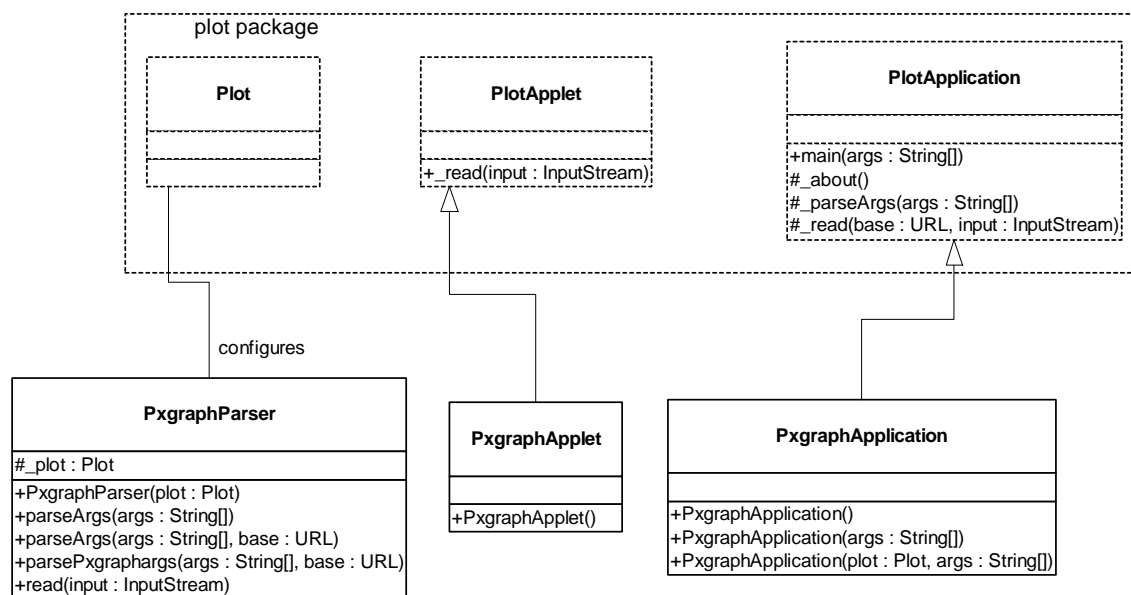 plot package
Plot
PlotApplet
+_read(input : InputStream)
PlotApplication
+main(args : String[])
#_about()
#_parseArgs(args : String[])
#_read(base : URL, input : InputStream)
configures
PxgraphParser
#_plot : Plot
+PxgraphParser(plot : Plot)
+parseArgs(args : String[])
+parseArgs(args : String[], base : URL)
+parsePxgraphargs(args : String[], base : URL)
+read(input : InputStream)
PxgraphApplet
+PxgraphApplet()
PxgraphApplication
+PxgraphApplication()
+PxgraphApplication(args : String[])
+PxgraphApplication(plot : Plot, args : String[])